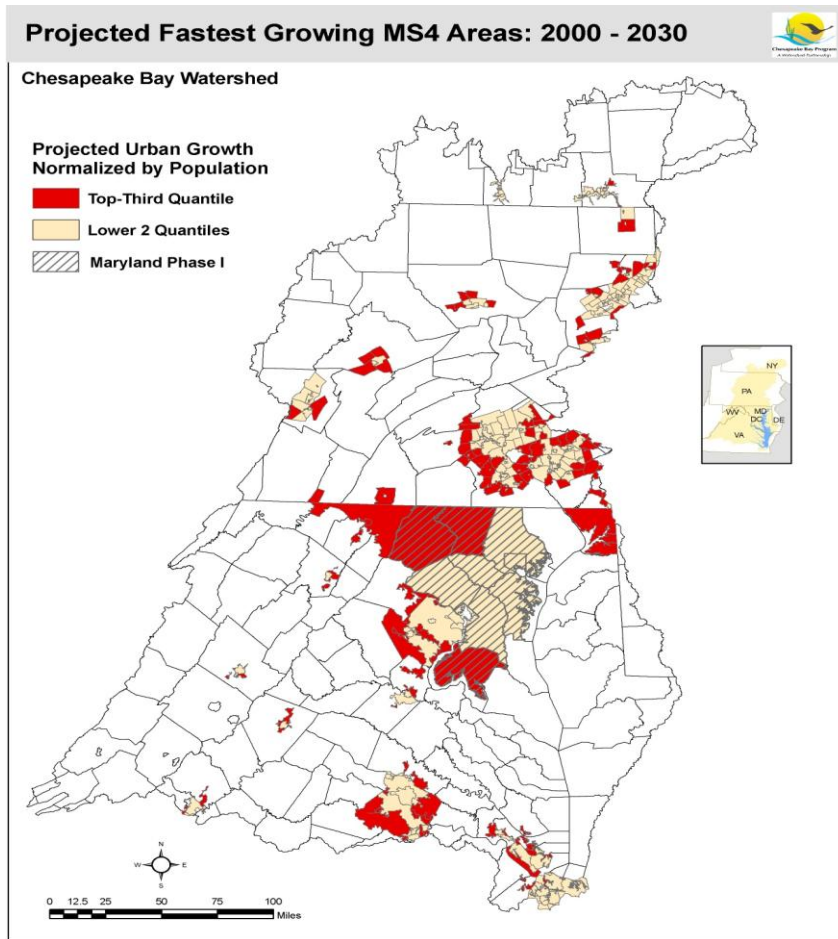 Projected Fastest Growing MS4 Areas: 2000 - 2030
Chesapeake Bay Program
A Watershed Partnership
Chesapeake Bay Watershed
Projected Urban Growth
Normalized by Population
Top-Third Quantile
Lower 2 Quantiles
Maryland Phase I
NY
PA
WV
MD
DC
DE
VA
N
W
E
S
0 12.5 25 50 75 100
Miles